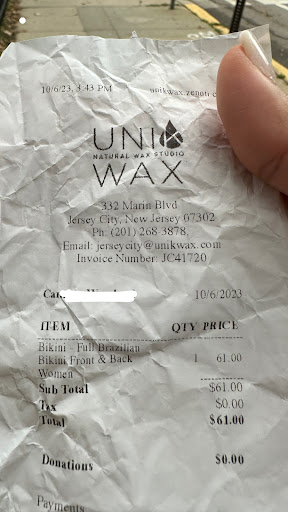 10/6/23, 3:43 PM unikwax.zenoti.c
UNI
NATURAL WAX STUDIO
WAX
332 Marin Blvd
Jersey City, New Jersey 07302
Ph: (201) 268-3878,
Email: jerseycity@unikwax.com
Invoice Number: JC41720
10/6/2023
ITEM QTY PRICE
Bikini - Full Brazilian
Bikini Front & Back 1 61.00
Women
Sub Total $61.00
Tax $0.00
Total $61.00
Donations $0.00
Payments